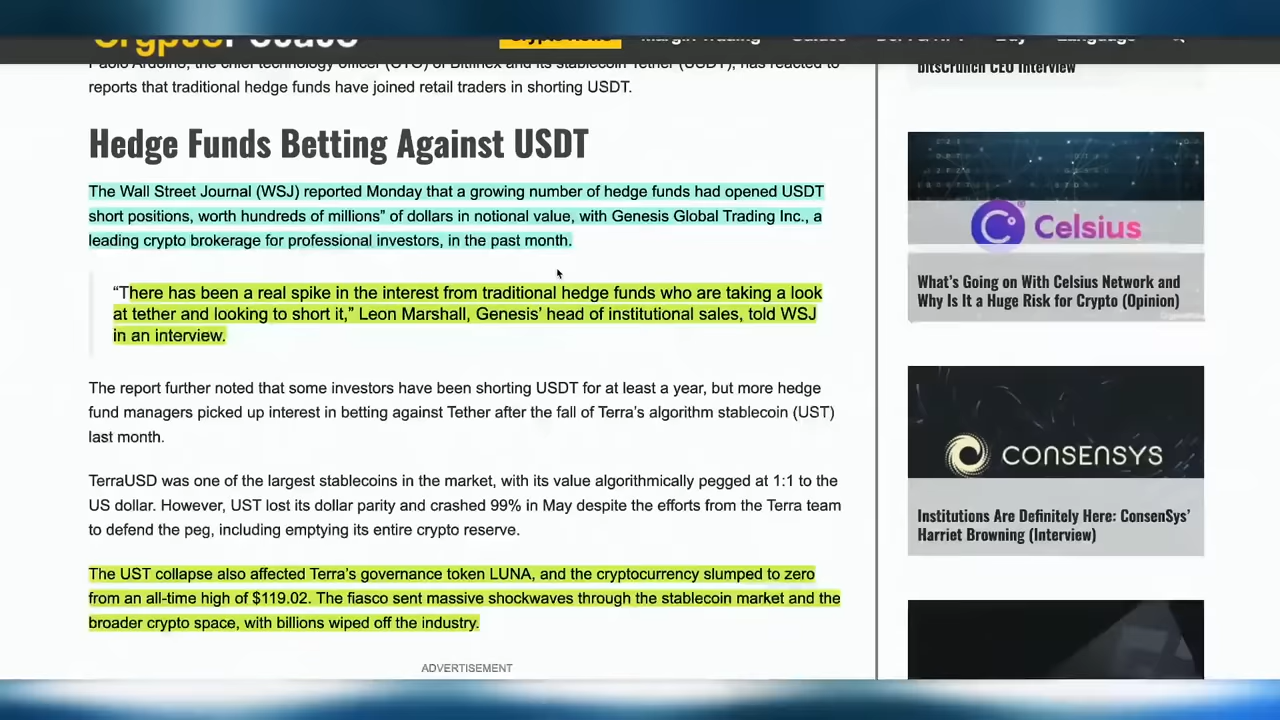 Crypto News
Margin Trading
Guides
DeFi & NFT
Buy
Language
Paolo Ardoino, the chief technology officer (CTO) of Bitfinex and its stablecoin Tether (USDT), has reacted to
reports that traditional hedge funds have joined retail traders in shorting USDT.
Hedge Funds Betting Against USDT
The Wall Street Journal (WSJ) reported Monday that a growing number of hedge funds had opened USDT
short positions, worth hundreds of millions” of dollars in notional value, with Genesis Global Trading Inc., a
leading crypto brokerage for professional investors, in the past month.
“There has been a real spike in the interest from traditional hedge funds who are taking a look
at tether and looking to short it,” Leon Marshall, Genesis’ head of institutional sales, told WSJ
in an interview.
The report further noted that some investors have been shorting USDT for at least a year, but more hedge
fund managers picked up interest in betting against Tether after the fall of Terra’s algorithm stablecoin (UST)
last month.
TerraUSD was one of the largest stablecoins in the market, with its value algorithmically pegged at 1:1 to the
US dollar. However, UST lost its dollar parity and crashed 99% in May despite the efforts from the Terra team
to defend the peg, including emptying its entire crypto reserve.
The UST collapse also affected Terra’s governance token LUNA, and the cryptocurrency slumped to zero
from an all-time high of $119.02. The fiasco sent massive shockwaves through the stablecoin market and the
broader crypto space, with billions wiped off the industry.
ADVERTISEMENT
bitsCrunch CEO Interview
Celsius
What’s Going on With Celsius Network and
Why Is It a Huge Risk for Crypto (Opinion)
CONSENSYS
Institutions Are Definitely Here: ConsenSys’
Harriet Browning (Interview)